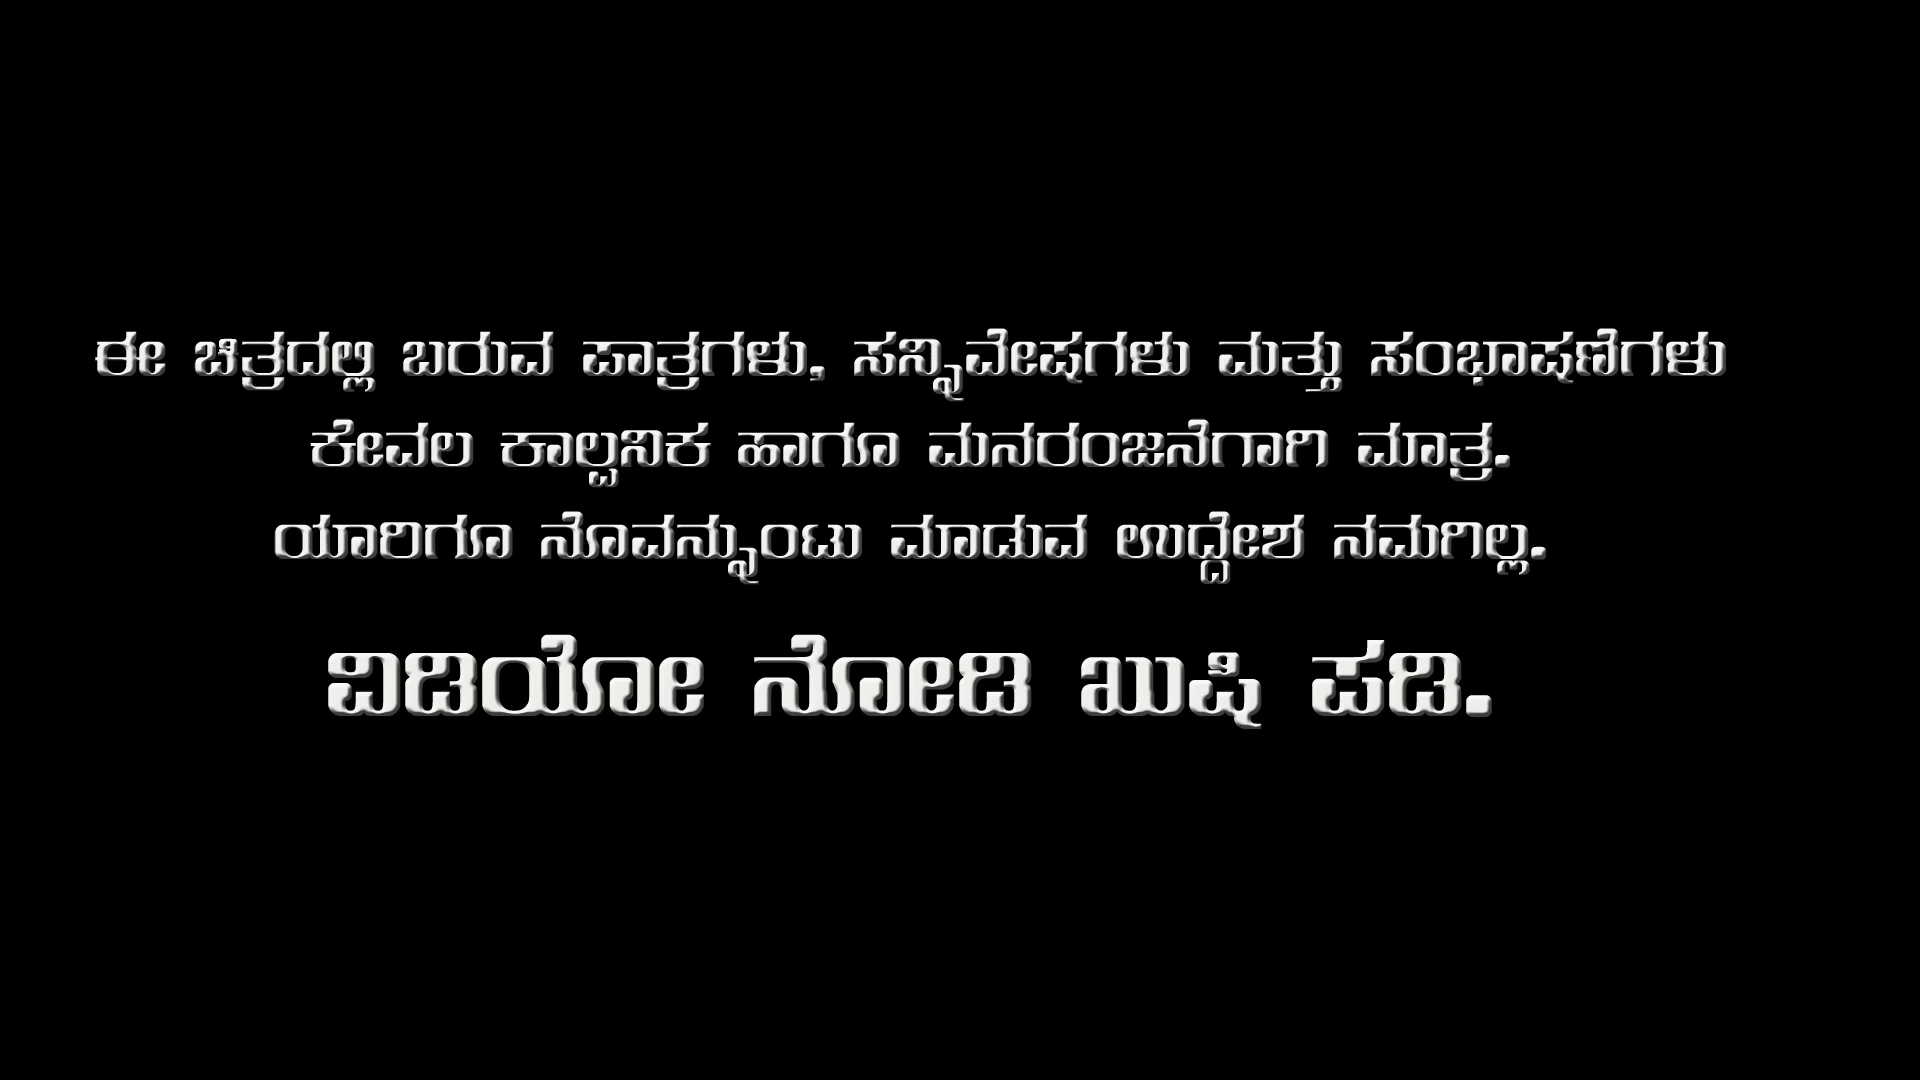 ಈ ಚಿತ್ರದಲ್ಲಿ ಬರುವ ಪಾತ್ರಗಳು, ಸನ್ನಿವೇಷಗಳು ಮತ್ತು ಸಂಭಾಷಣೆಗಳು
ಕೇವಲ ಕಾಲ್ಪನಿಕ ಹಾಗೂ ಮನರಂಜನೆಗಾಗಿ ಮಾತ್ರ.
ಯಾರಿಗೂ ನೊವನ್ನುಂಟು ಮಾಡುವ ಉದ್ದೇಶ ನಮಗಿಲ್ಲ.
ವಿಡಿಯೋ ನೋಡಿ ಖುಷಿ ಪಡಿ.